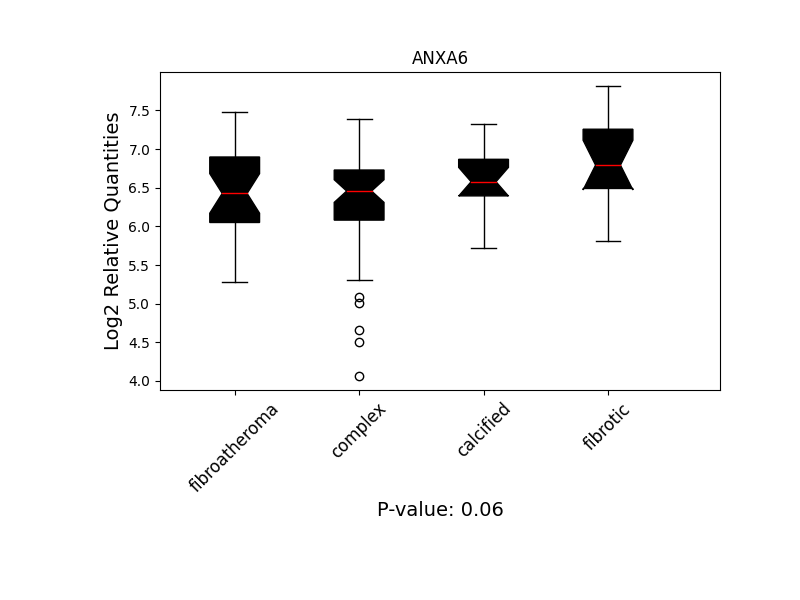 ANXA6
Log2 Relative Quantities
7.5
7.0
6.5
6.0
5.5
5.0
4.5
4.0
fibroatheroma
complex
calcified
fibrotic
P-value: 0.06